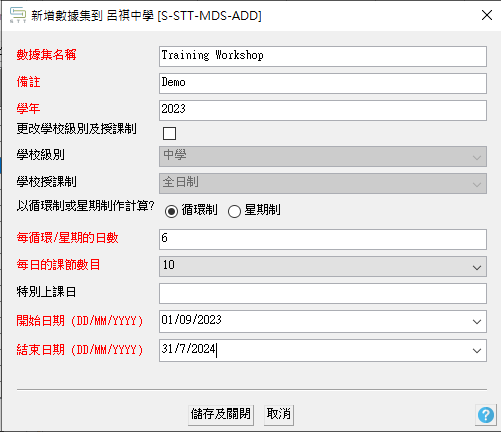 STT 新增數據集到 呂祺中學 [S-STT-MDS-ADD]
數據集名稱 Training Workshop
備註 Demo
學年 2023
更改學校級別及授課制
學校級別 中學
學校授課制 全日制
以循環制或星期制作計算? 循環制 星期制
每循環/星期的日數 6
每日的課節數目 10
特別上課日
開始日期 (DD/MM/YYYY) 01/09/2023
結束日期 (DD/MM/YYYY) 31/7/2024
儲存及關閉 取消 ?